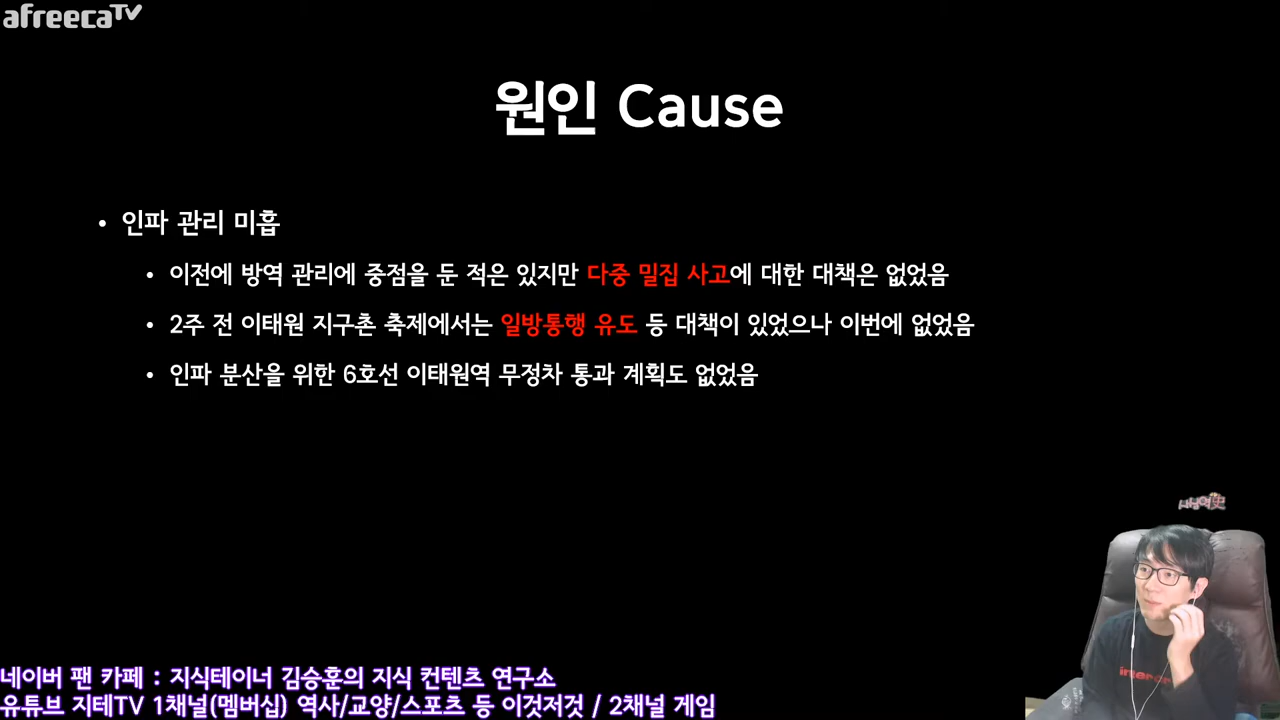 afreecaTV
원인 Cause
• 인파 관리 미흡
• 이전에 방역 관리에 중점을 둔 적은 있지만 다중 밀집 사고에 대한 대책은 없었음
• 2주 전 이태원 지구촌 축제에서는 일방통행 유도 등 대책이 있었으나 이번에 없었음
• 인파 분산을 위한 6호선 이태원역 무정차 통과 계획도 없었음
네이버 팬 카페 : 지식테이너 김승훈의 지식 컨텐츠 연구소
유튜브 지테TV 1채널(멤버십) 역사/교양/스포츠 등 이것저것 / 2채널 게임